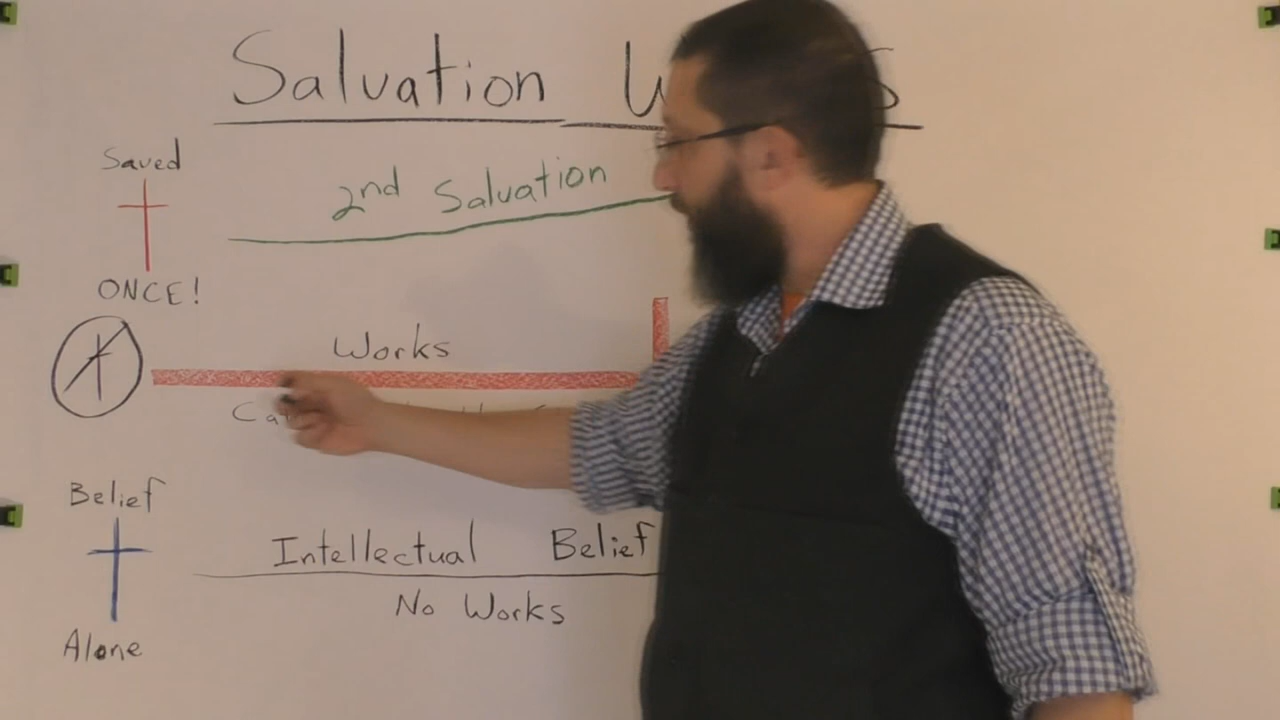 Salvation
Saved
2nd Salvation
ONCE!
Works
Belief
Intellectual Belief
No Works
Alone